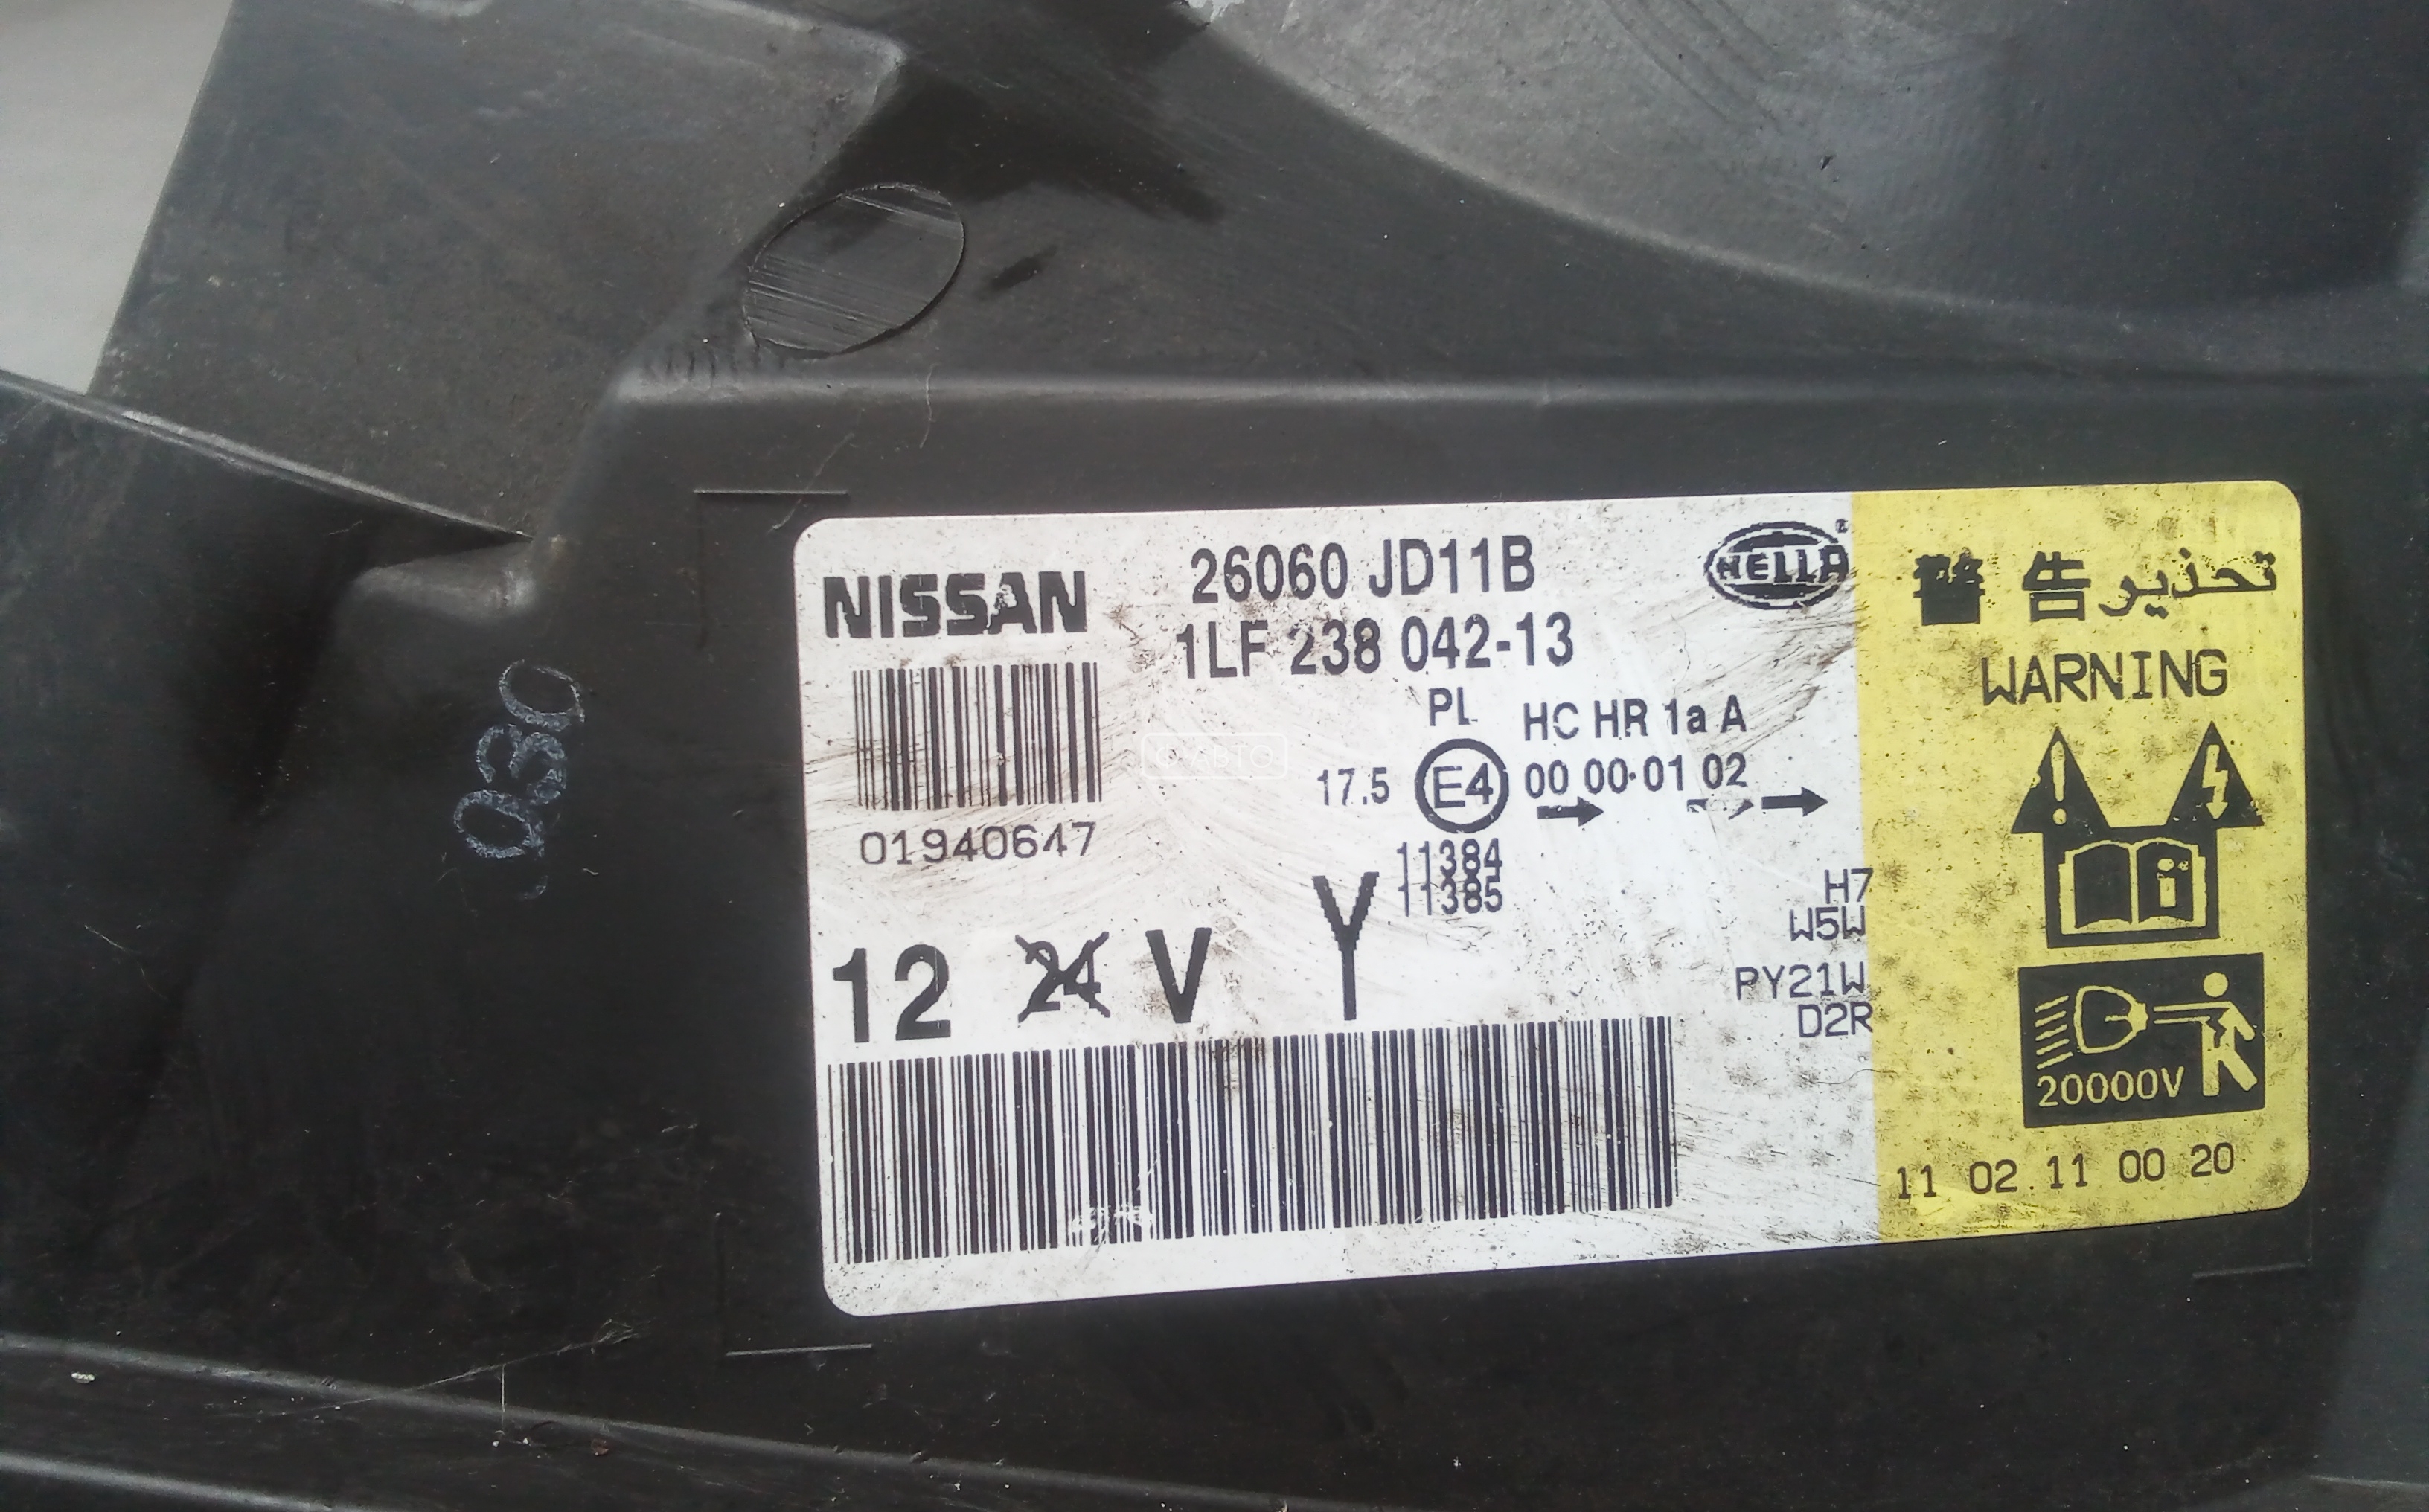 NISSAN
26060 JD11B
1LF 238 042-13
HELLA
®
警告 تحذير
WARNING
PL
HC HR 1a A
17.5
E4
00 00 01 02
11384
11385
01940647
12 24 V
Y
H7
W5W
PY21W
D2R
20000V
11 02.11 00 20
030
© АВТО